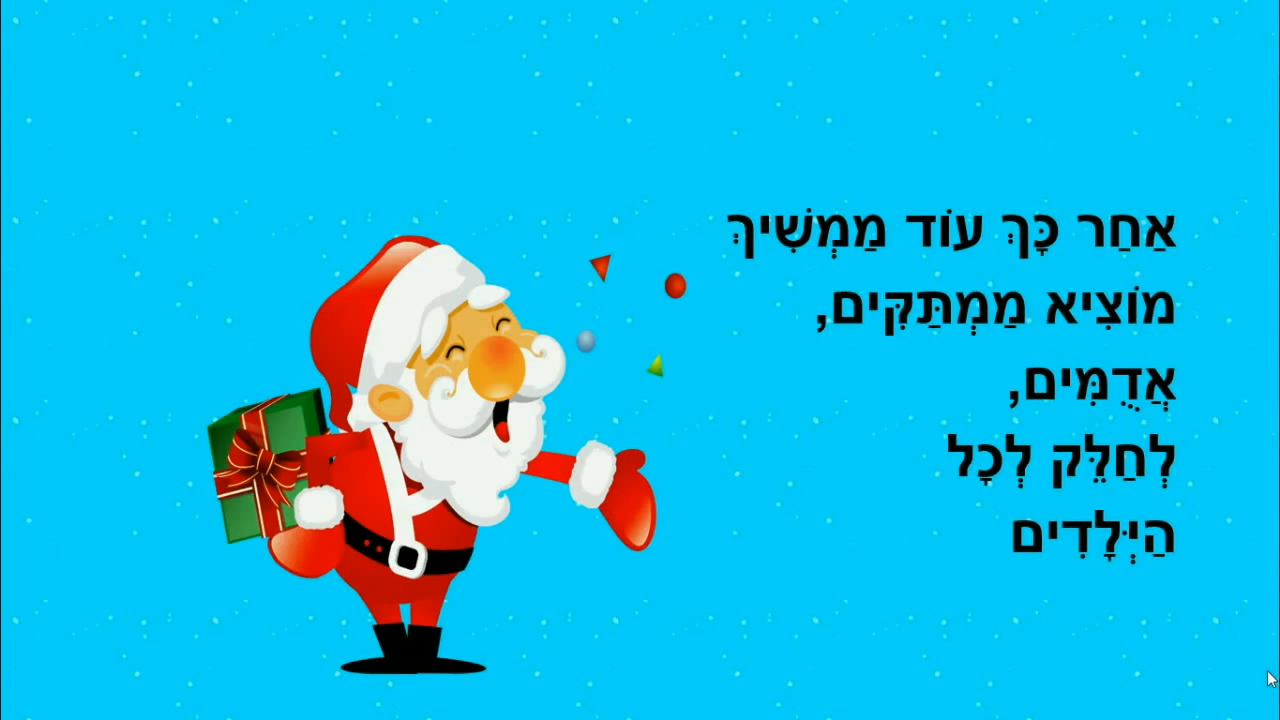 אַחַר כָּךְ עוֹד מַמְשִׁיךְ
מוֹצִיא מַמְתַּקִּים,
אֲדֻמִּים,
לְחַלֵּק לְכָל
הַיְּלָדִים